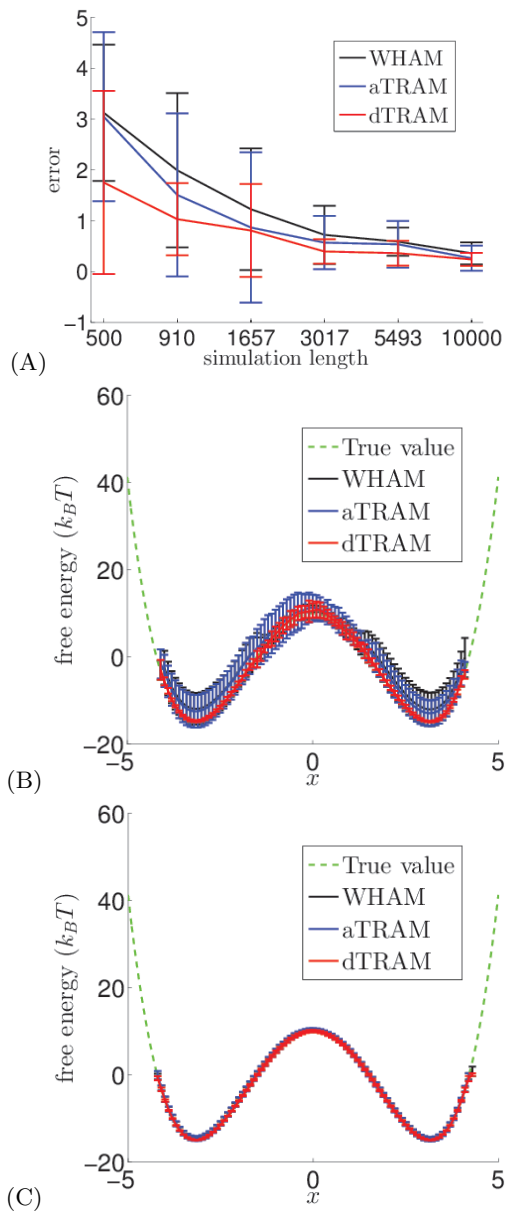 5
4
3
2
1
0
−1
error
WHAM
aTRAM
dTRAM
500 910 1657 3017 5493 10000
simulation length
(A)
60
40
20
0
−20
free energy (k_BT)
True value
WHAM
aTRAM
dTRAM
−5 0 5
x
(B)
60
40
20
0
−20
free energy (k_BT)
True value
WHAM
aTRAM
dTRAM
−5 0 5
x
(C)